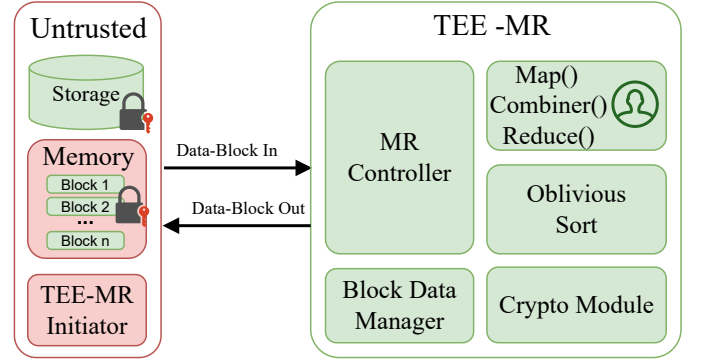 Untrusted
Storage
Memory
Block 1
Block 2
...
Block n
TEE-MR
Initiator
Data-Block In
Data-Block Out
TEE -MR
MR
Controller
Map()
Combiner()
Reduce()
Oblivious
Sort
Block Data
Manager
Crypto Module